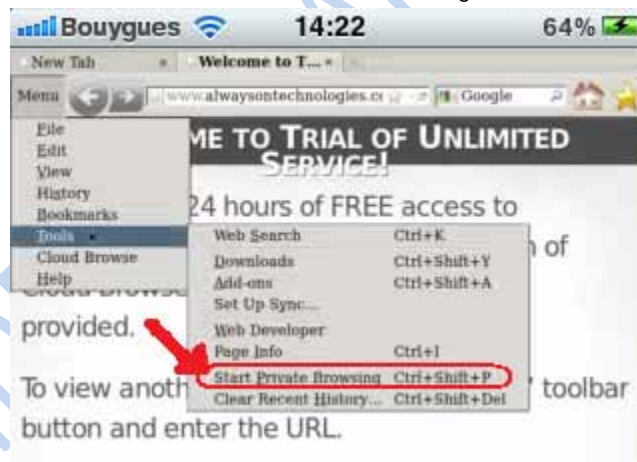 Bouygues 14:22 64%
New Tab Welcome to T...
Menu www.alwaysontechnologies.co Google
File
Edit
View
History
Bookmarks
Tools
Cloud Browse
Help
ME TO TRIAL OF UNLIMITED
SERVICE!
24 hours of FREE access to
Web Search Ctrl+K
Downloads Ctrl+Shift+Y
Add-ons Ctrl+Shift+A
Set Up Sync...
Web Developer
Page Info Ctrl+I
Start Private Browsing Ctrl+Shift+P
Clear Recent History... Ctrl+Shift+Del
of
Cloud Browse
provided.
To view anoth toolbar
button and enter the URL.